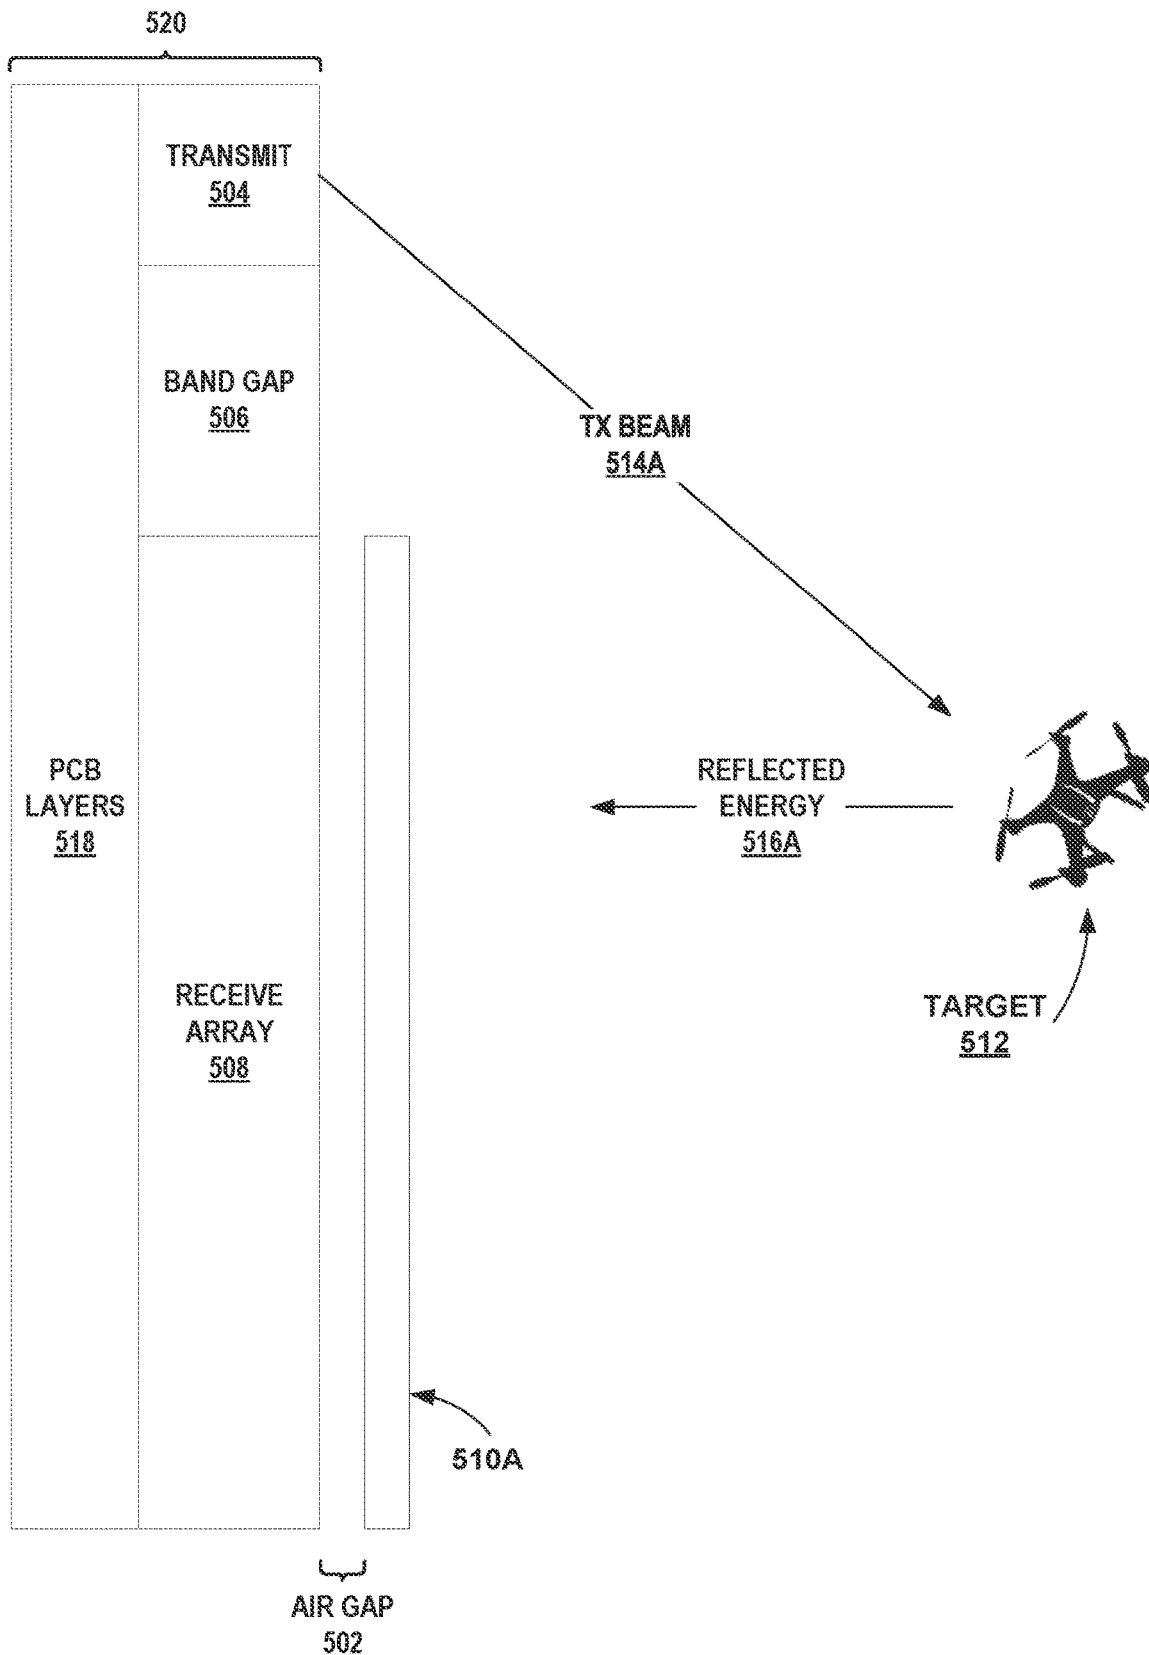 520
TRANSMIT
504
BAND GAP
506
TX BEAM
514A
PCB
LAYERS
518
REFLECTED
ENERGY
516A
RECEIVE
ARRAY
508
TARGET
512
510A
AIR GAP
502